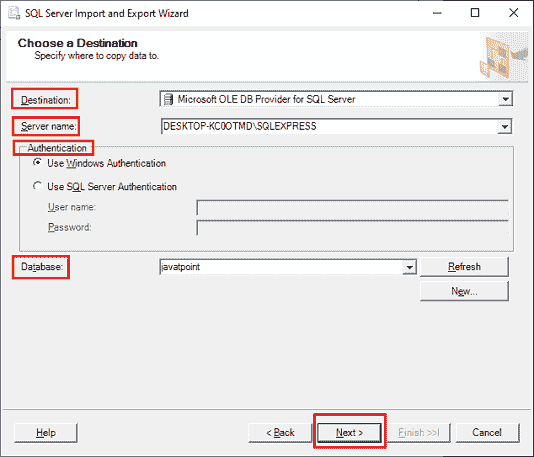 SQL Server Import and Export Wizard
Choose a Destination
Specify where to copy data to.
Destination:
Microsoft OLE DB Provider for SQL Server
Server name:
DESKTOP-KC0OTMD\SQLEXPRESS
Authentication
Use Windows Authentication
Use SQL Server Authentication
User name:
Password:
Database:
javatpoint
Refresh
New...
Help
< Back
Next >
Finish >>|
Cancel